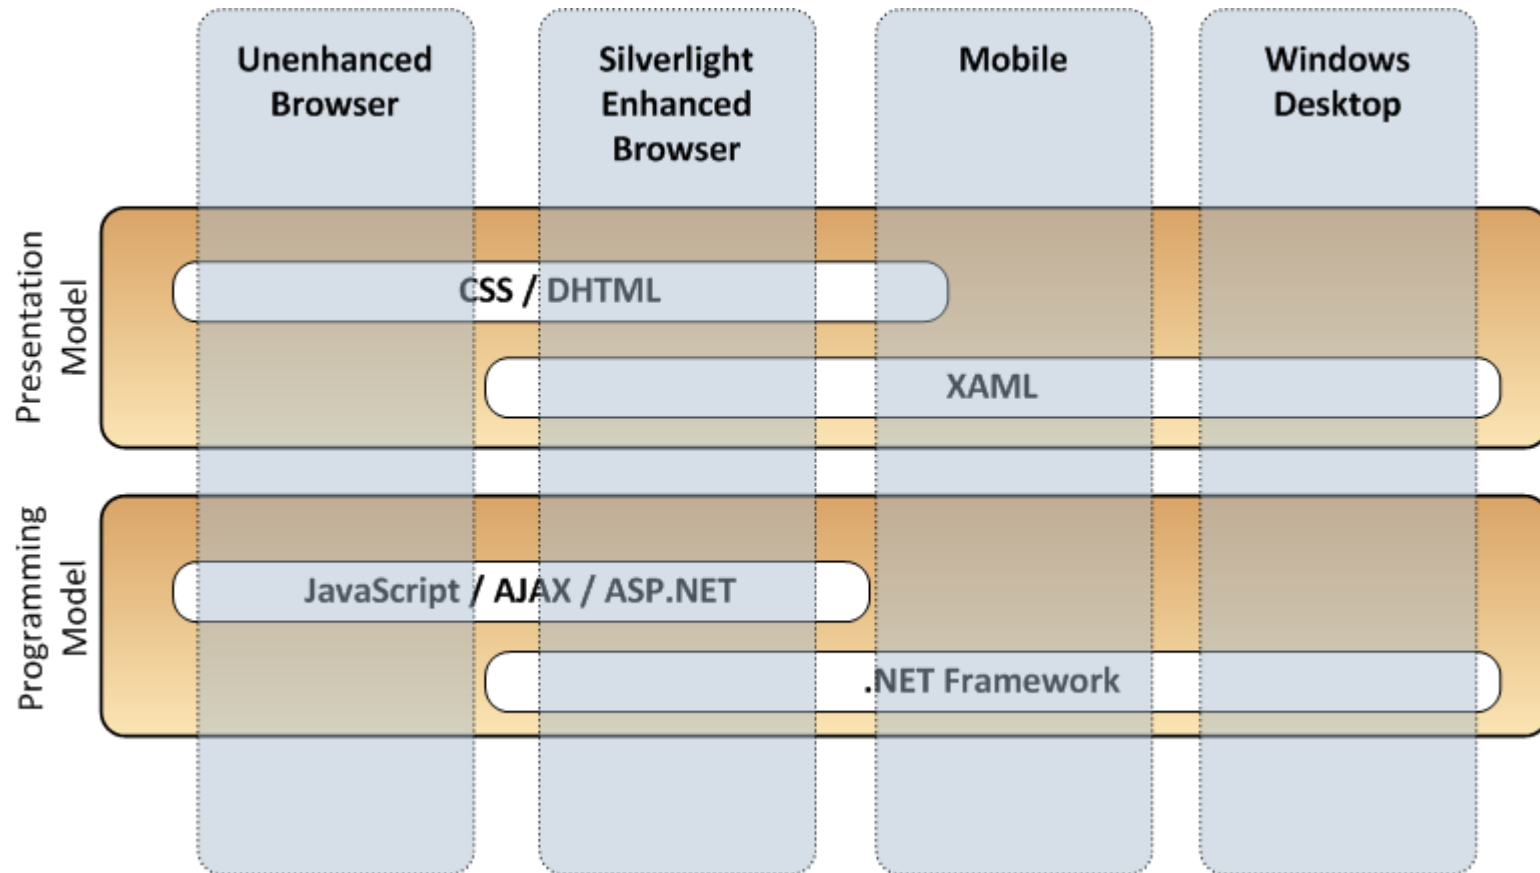 Unenhanced
Browser
Silverlight
Enhanced
Browser
Mobile
Windows
Desktop
Presentation
Model
CSS / DHTML
XAML
Programming
Model
JavaScript / AJAX / ASP.NET
.NET Framework